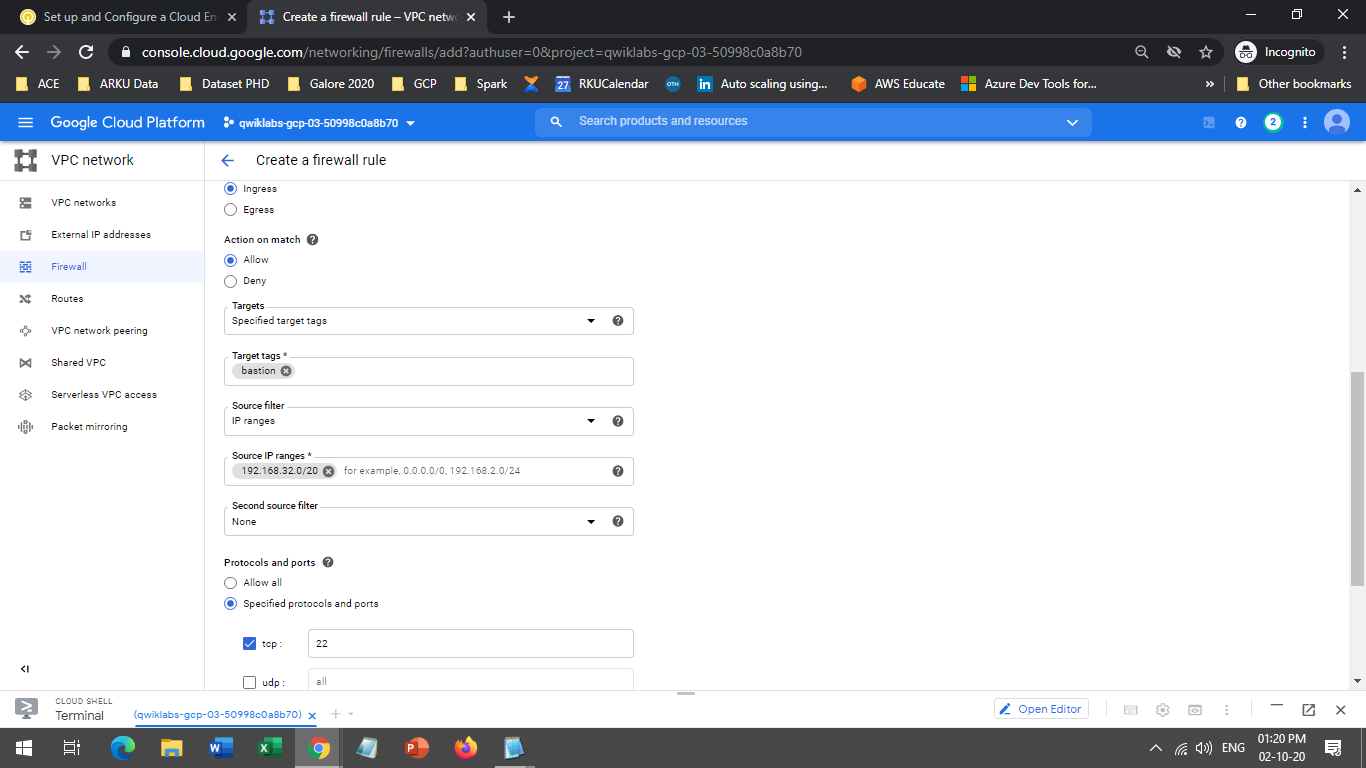 Set up and Configure a Cloud En
Create a firewall rule – VPC netwo
console.cloud.google.com/networking/firewalls/add?authuser=0&project=qwiklabs-gcp-03-50998c0a8b70
Incognito
ACE
ARKU Data
Dataset PHD
Galore 2020
GCP
Spark
27
RKUCalendar
OTH
in
Auto scaling using...
AWS Educate
Azure Dev Tools for...
»
Other bookmarks
Google Cloud Platform
qwiklabs-gcp-03-50998c0a8b70
Search products and resources
2
VPC network
Create a firewall rule
VPC networks
External IP addresses
Firewall
Routes
VPC network peering
Shared VPC
Serverless VPC access
Packet mirroring
Ingress
Egress
Action on match
Allow
Deny
Targets
Specified target tags
Target tags *
bastion
Source filter
IP ranges
Source IP ranges *
192.168.32.0/20 for example, 0.0.0.0/0, 192.168.2.0/24
Second source filter
None
Protocols and ports
Allow all
Specified protocols and ports
tcp : 22
udp : all
CLOUD SHELL
Terminal
(qwiklabs-gcp-03-50998c0a8b70)
Open Editor
ENG
01:20 PM
02-10-20